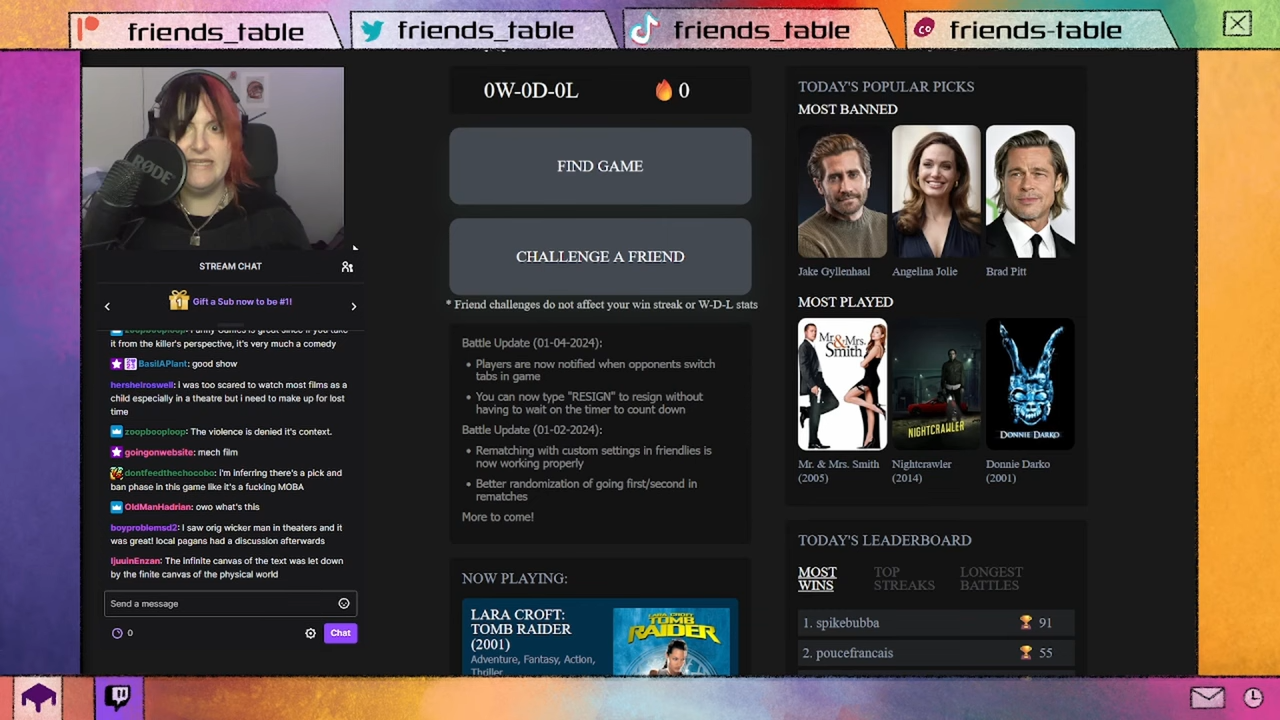 friends_table
friends_table
friends_table
friends-table
RØDE
STREAM CHAT
Gift a Sub now to be #1!
zoopbooploop: Funny Games is great since if you take
it from the killer's perspective, it's very much a comedy
BasilAPlant: good show
hershelroswell: i was too scared to watch most films as a
child especially in a theatre but i need to make up for lost
time
zoopbooploop: The violence is denied it's context.
goingonwebsite: mech film
dontfeedthechocobo: i'm inferring there's a pick and
ban phase in this game like it's a fucking MOBA
OldManHadrian: owo what's this
boyproblemsd2: I saw orig wicker man in theaters and it
was great! local pagans had a discussion afterwards
IjuuinEnzan: The infinite canvas of the text was let down
by the finite canvas of the physical world
Send a message
0
Chat
0W-0D-0L
0
FIND GAME
CHALLENGE A FRIEND
* Friend challenges do not affect your win streak or W-D-L stats
Battle Update (01-04-2024):
• Players are now notified when opponents switch
tabs in game
• You can now type "RESIGN" to resign without
having to wait on the timer to count down
Battle Update (01-02-2024):
• Rematching with custom settings in friendlies is
now working properly
• Better randomization of going first/second in
rematches
More to come!
NOW PLAYING:
LARA CROFT:
TOMB RAIDER
(2001)
Adventure, Fantasy, Action,
Thriller
LARA CROFT
TOMB
RAIDER
TODAY'S POPULAR PICKS
MOST BANNED
Jake Gyllenhaal
Angelina Jolie
Brad Pitt
MOST PLAYED
Mr. & Mrs.
Smith
NIGHTCRAWLER
DONNIE DARKO
Mr. & Mrs. Smith
(2005)
Nightcrawler
(2014)
Donnie Darko
(2001)
TODAY'S LEADERBOARD
MOST
WINS
TOP
STREAKS
LONGEST
BATTLES
1. spikebubba 91
2. poucefrancais 55